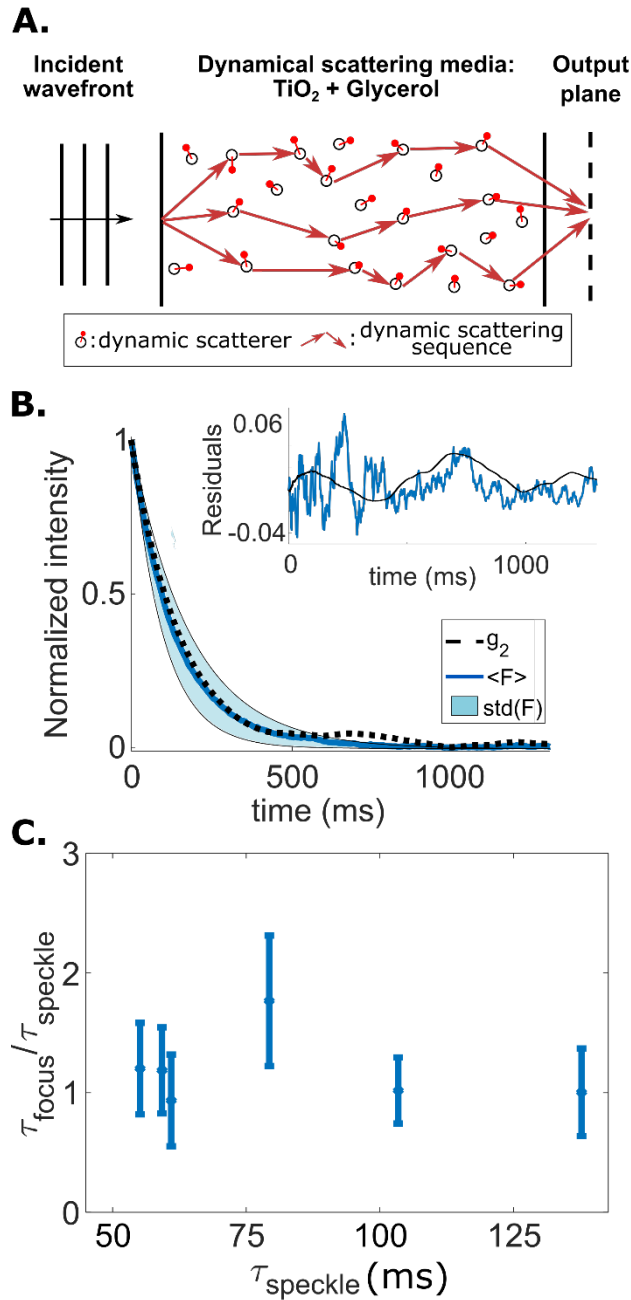 A.
Incident wavefront
Dynamical scattering media: TiO₂ + Glycerol
Output plane
:dynamic scatterer
:dynamic scattering sequence
B.
Normalized intensity
1
0.5
0
0
500
1000
time (ms)
Residuals
0.06
-0.04
0
1000
time (ms)
g₂
<F>
std(F)
C.
τfocus/τspeckle
3
2
1
0
50
75
100
125
τspeckle (ms)